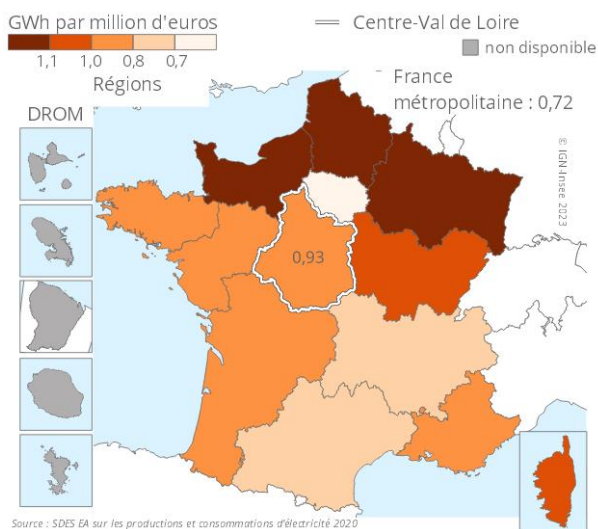 GWh par million d'euros
1,1 1,0 0,8 0,7
Régions
Centre-Val de Loire
non disponible
France
métropolitaine : 0,72
DROM
© IGN-Insee 2023
0,93
Source : SDES EA sur les productions et consommations d'électricité 2020